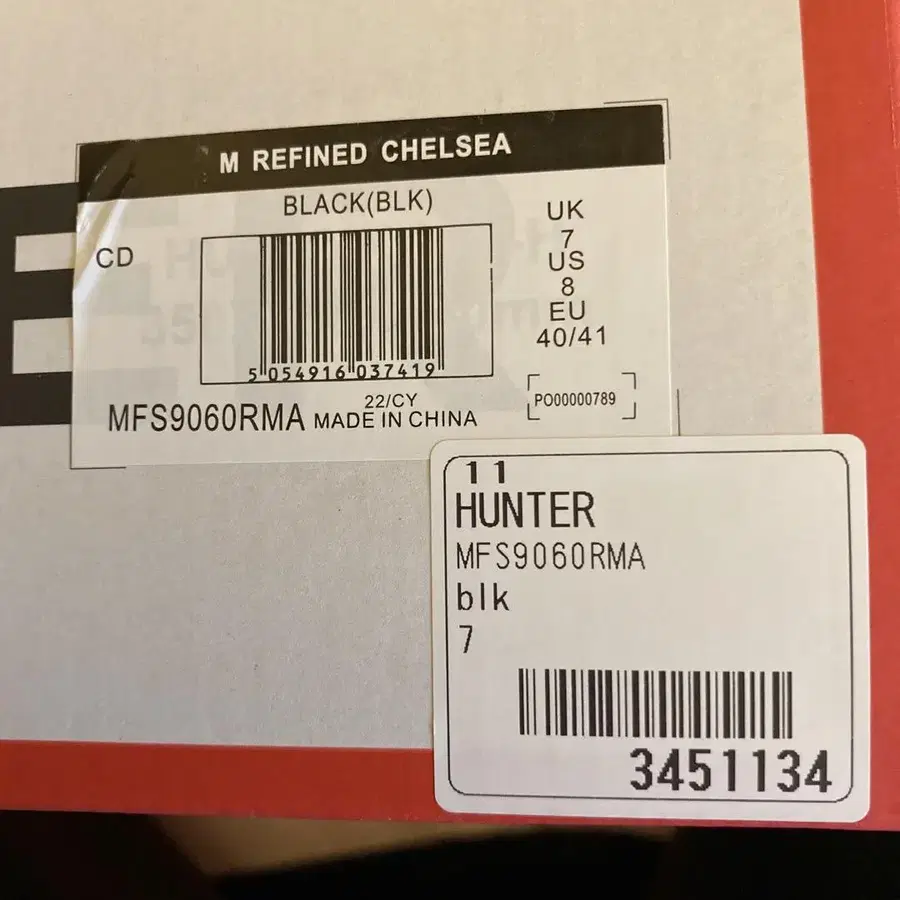 M REFINED CHELSEA
BLACK(BLK)
CD
UK
7
US
8
EU
40/41
5 054916 037419
MFS9060RMA
22/CY
MADE IN CHINA
PO00000789
11
HUNTER
MFS9060RMA
blk
7
3451134